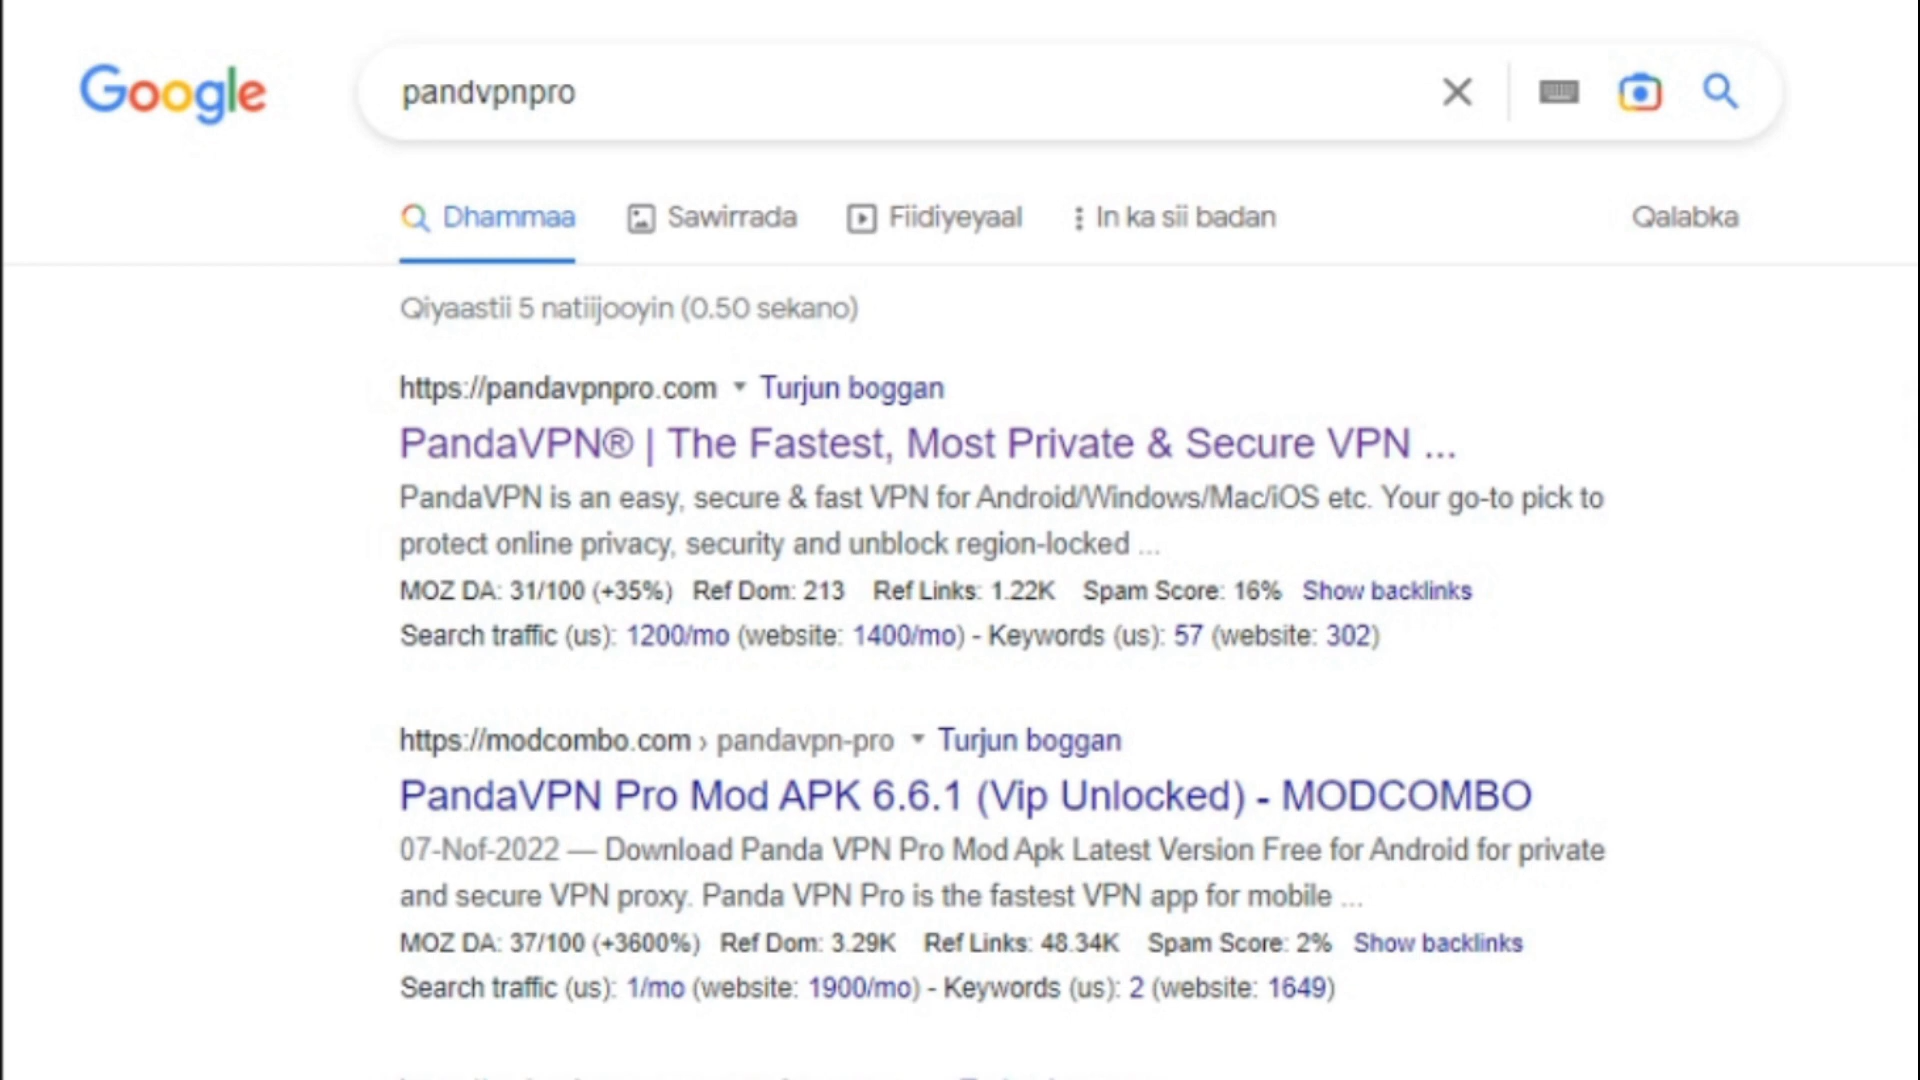 Google
pandvpnpro
Dhammaa Sawirrada Fiidiyeyaal In ka sii badan Qalabka
Qiyaastii 5 natiijooyin (0.50 sekano)
https://pandavpnpro.com Turjun boggan
PandaVPN® | The Fastest, Most Private & Secure VPN ...
PandaVPN is an easy, secure & fast VPN for Android/Windows/Mac/iOS etc. Your go-to pick to
protect online privacy, security and unblock region-locked ...
MOZ DA: 31/100 (+35%) Ref Dom: 213 Ref Links: 1.22K Spam Score: 16% Show backlinks
Search traffic (us): 1200/mo (website: 1400/mo) - Keywords (us): 57 (website: 302)
https://modcombo.com › pandavpn-pro Turjun boggan
PandaVPN Pro Mod APK 6.6.1 (Vip Unlocked) - MODCOMBO
07-Nof-2022 — Download Panda VPN Pro Mod Apk Latest Version Free for Android for private
and secure VPN proxy. Panda VPN Pro is the fastest VPN app for mobile ...
MOZ DA: 37/100 (+3600%) Ref Dom: 3.29K Ref Links: 48.34K Spam Score: 2% Show backlinks
Search traffic (us): 1/mo (website: 1900/mo) - Keywords (us): 2 (website: 1649)